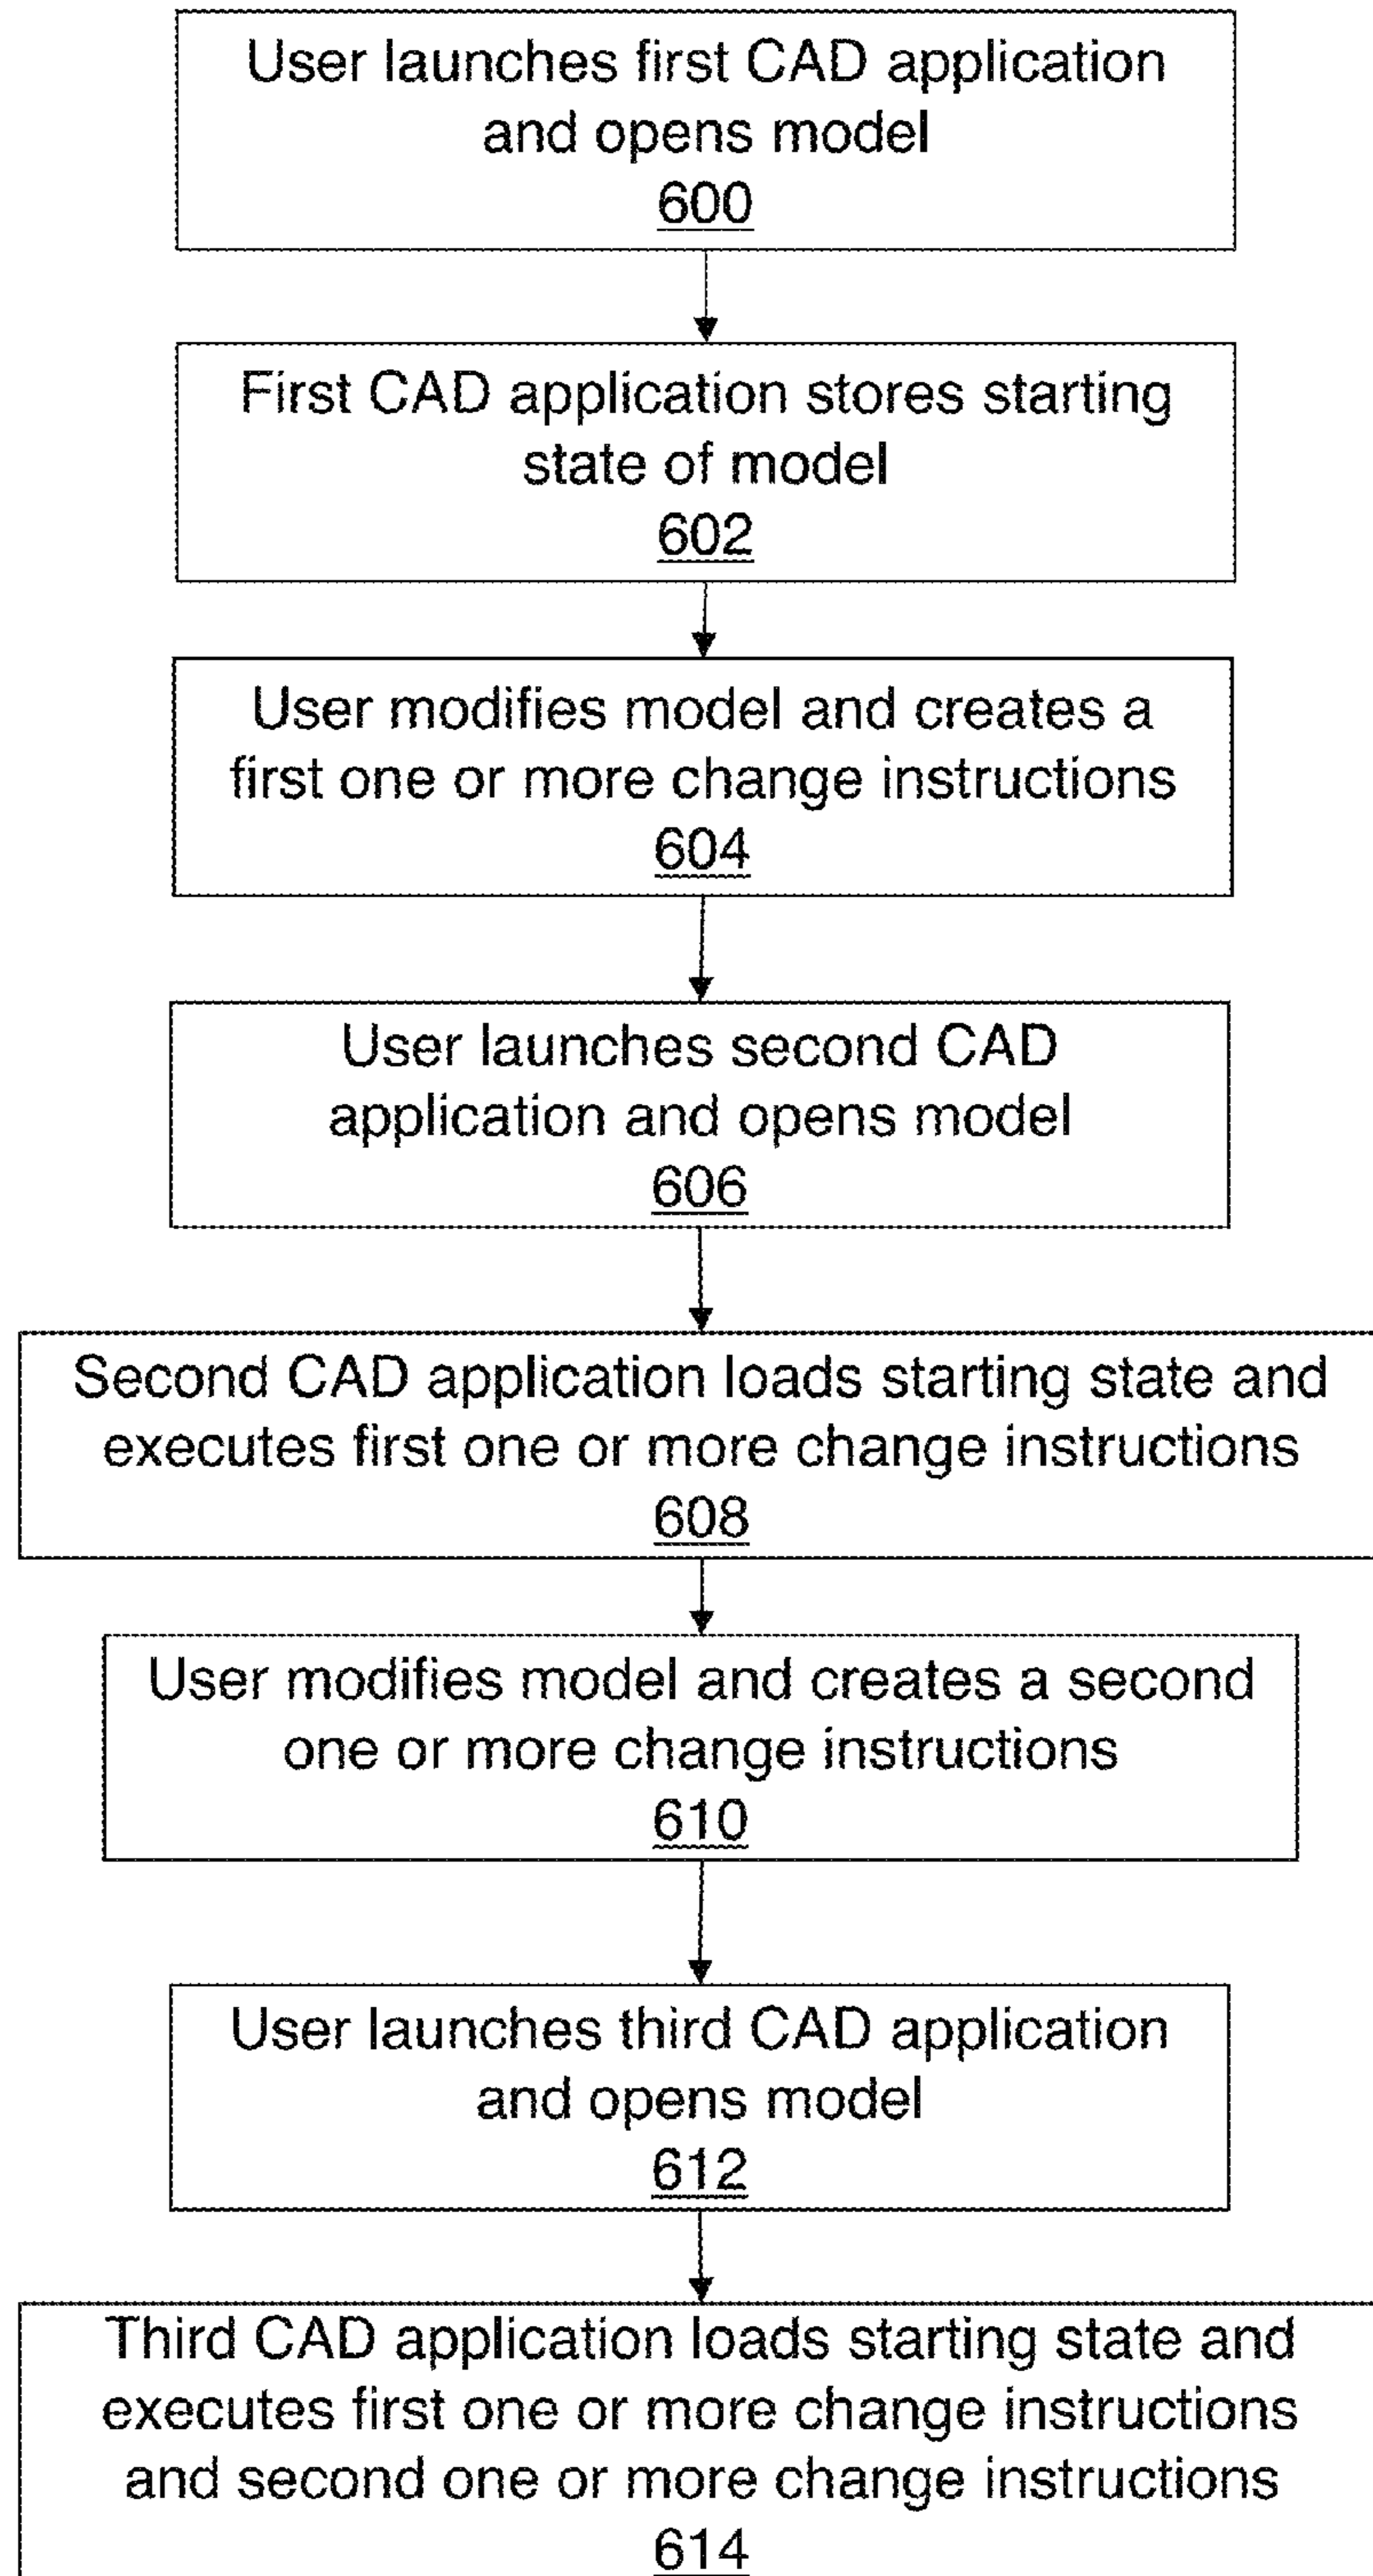 User launches first CAD application
and opens model
600
First CAD application stores starting
state of model
602
User modifies model and creates a
first one or more change instructions
604
User launches second CAD
application and opens model
606
Second CAD application loads starting state and
executes first one or more change instructions
608
User modifies model and creates a second
one or more change instructions
610
User launches third CAD application
and opens model
612
Third CAD application loads starting state and
executes first one or more change instructions
and second one or more change instructions
614